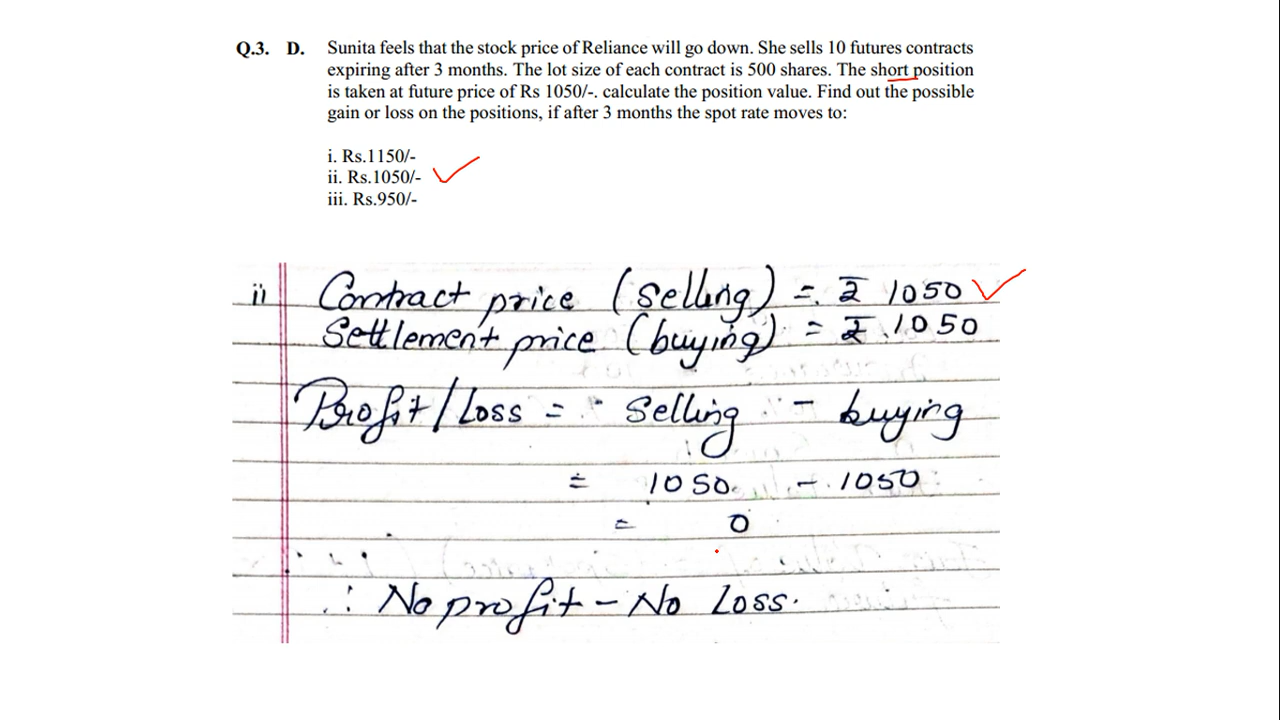 Q.3. D. Sunita feels that the stock price of Reliance will go down. She sells 10 futures contracts
expiring after 3 months. The lot size of each contract is 500 shares. The short position
is taken at future price of Rs 1050/-. calculate the position value. Find out the possible
gain or loss on the positions, if after 3 months the spot rate moves to:
i. Rs.1150/-
ii. Rs.1050/-
iii. Rs.950/-
ii Contract price (selling) = ₹ 1050
Settlement price (buying) = ₹ 1050
Profit/Loss = selling - buying
= 1050 - 1050
= 0
∴ No profit - No Loss.